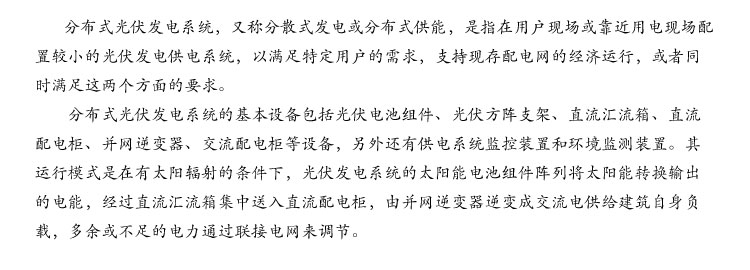 分布式光伏发电系统，又称分散式发电或分布式供能，是指在用户现场或靠近用电现场配
置较小的光伏发电供电系统，以满足特定用户的需求，支持现存配电网的经济运行，或者同
时满足这两个方面的要求。
分布式光伏发电系统的基本设备包括光伏电池组件、光伏方阵支架、直流汇流箱、直流
配电柜、并网逆变器、交流配电柜等设备，另外还有供电系统监控装置和环境监测装置。其
运行模式是在有太阳辐射的条件下，光伏发电系统的太阳能电池组件阵列将太阳能转换输出
的电能，经过直流汇流箱集中送入直流配电柜，由并网逆变器逆变成交流电供给建筑自身负
载，多余或不足的电力通过联接电网来调节。